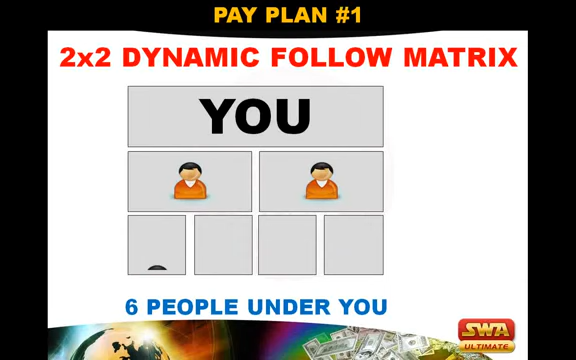 PAY PLAN #1
2x2 DYNAMIC FOLLOW MATRIX
YOU
6 PEOPLE UNDER YOU
SWA
ULTIMATE